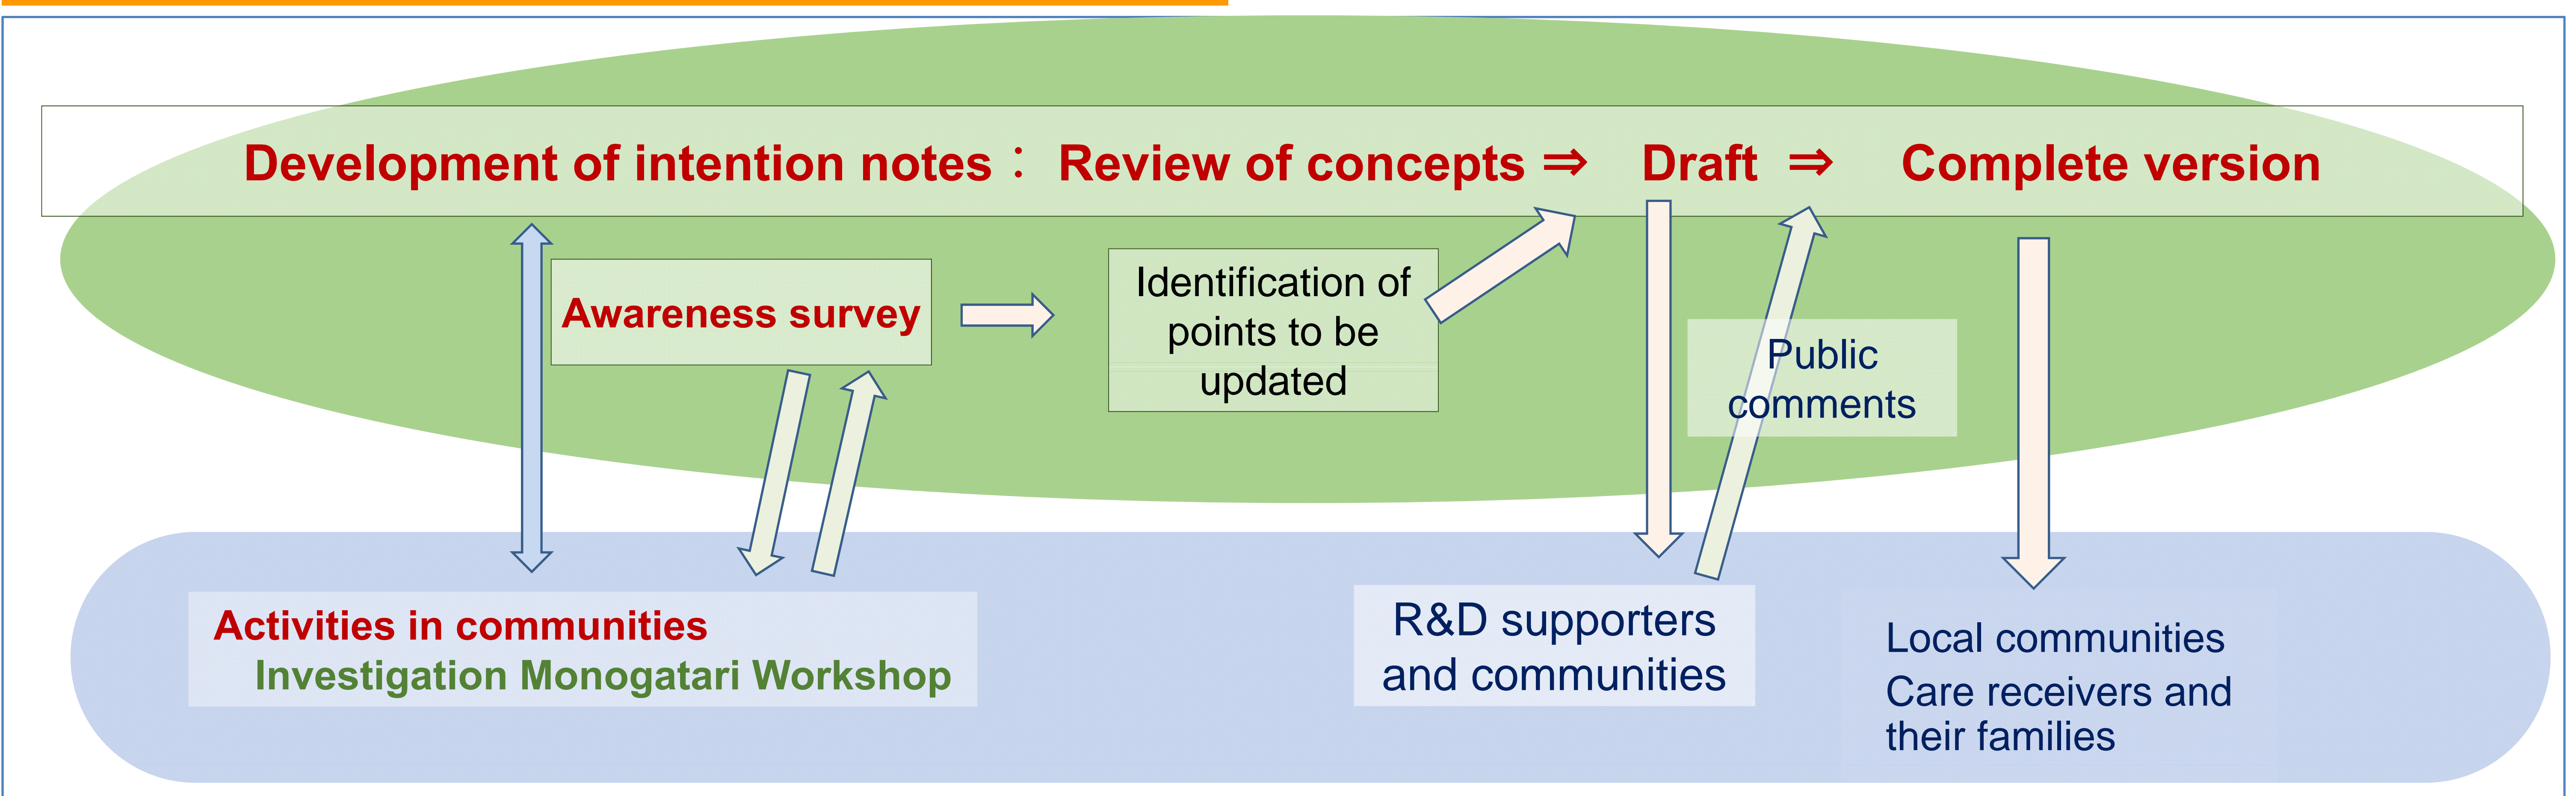 Development of intention notes： Review of concepts ⇒ Draft ⇒ Complete version
Awareness survey
Identification of
points to be
updated
Public
comments
Activities in communities
Investigation Monogatari Workshop
R&D supporters
and communities
Local communities
Care receivers and
their families